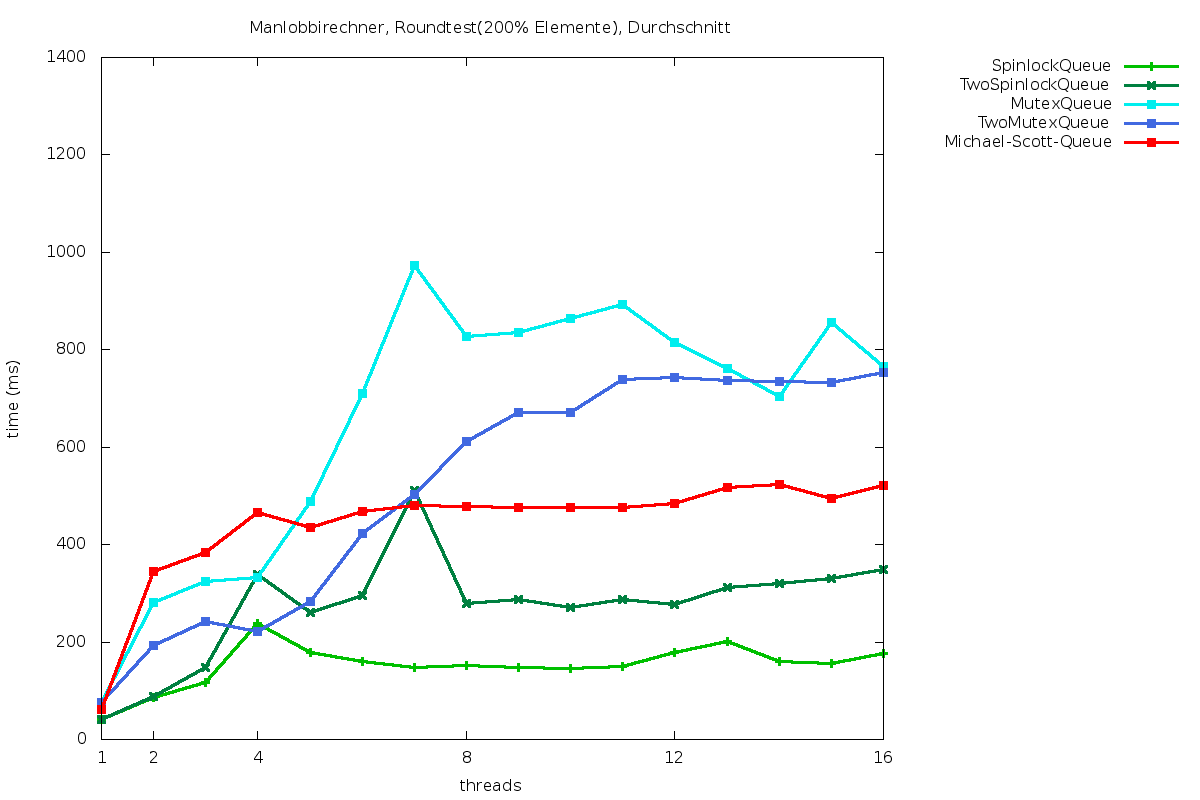 Manlobbirechner, Roundtest(200% Elemente), Durchschnitt
SpinlockQueue
TwoSpinlockQueue
MutexQueue
TwoMutexQueue
Michael-Scott-Queue
1400
1200
1000
800
600
400
200
0
time (ms)
1 2 4 8 12 16
threads